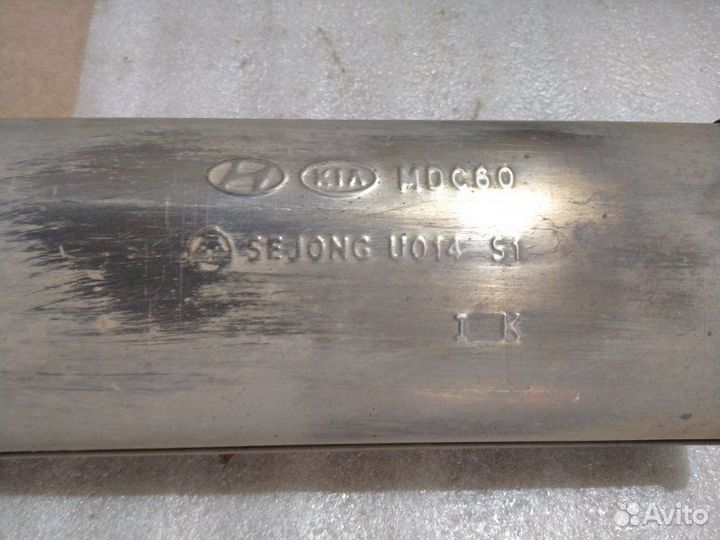 KIA MDC60
SEJONG U014 S1
I K
Avito